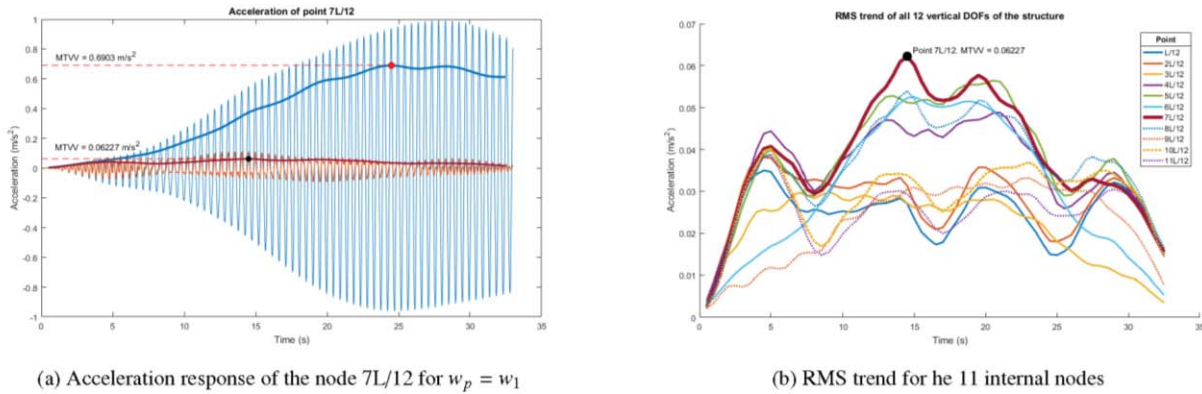 Acceleration of point 7L/12
1
0.8
0.6
0.4
0.2
0
-0.2
-0.4
-0.6
-0.8
-1
Acceleration (m/s²)
MTVV = 0.6903 m/s²
MTVV = 0.06227 m/s²
0 5 10 15 20 25 30 35
Time (s)
RMS trend of all 12 vertical DOFs of the structure
0.07
0.06
0.05
0.04
0.03
0.02
0.01
0
Acceleration (m/s²)
Point 7L/12. MTVV = 0.06227
Point
L/12
2L/12
3L/12
4L/12
5L/12
6L/12
7L/12
8L/12
9L/12
10L/12
11L/12
0 5 10 15 20 25 30 35
Time (s)
(a) Acceleration response of the node 7L/12 for w_p = w_1
(b) RMS trend for he 11 internal nodes